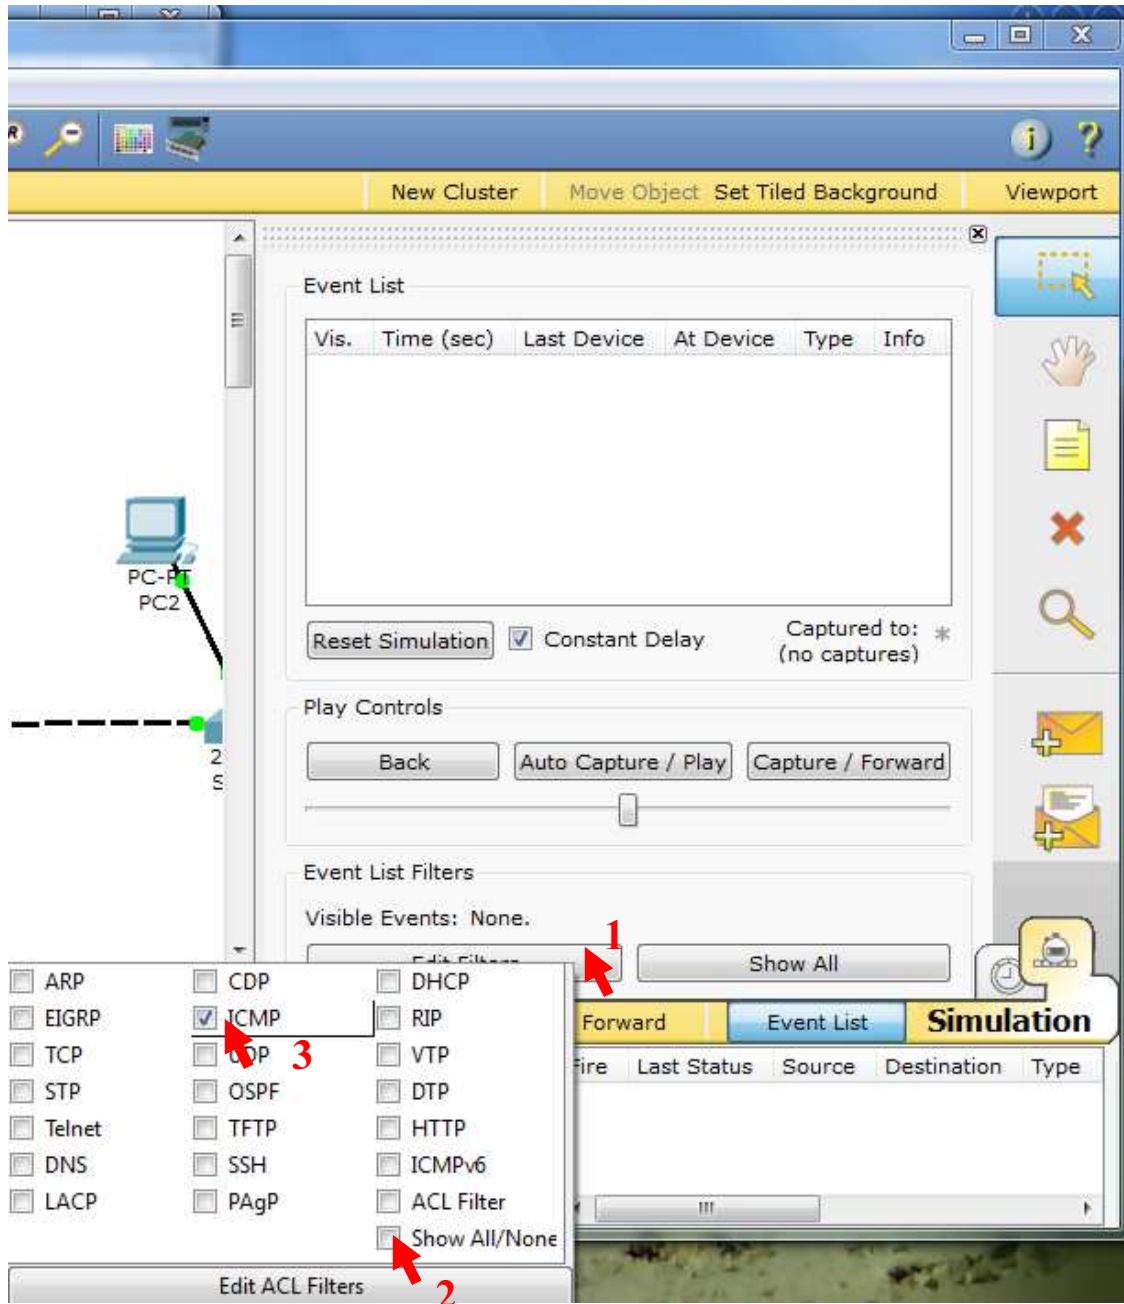 New Cluster Move Object Set Tiled Background Viewport
Event List
Vis. Time (sec) Last Device At Device Type Info
PC-PT
PC2
Reset Simulation Constant Delay Captured to: *
(no captures)
Play Controls
2
S
Back Auto Capture / Play Capture / Forward
Event List Filters
Visible Events: None.
1
Edit Filters Show All
ARP CDP DHCP
EIGRP ICMP RIP
Forward Event List Simulation
TCP UDP VTP
3
Fire Last Status Source Destination Type
STP OSPF DTP
Telnet TFTP HTTP
DNS SSH ICMPv6
LACP PAgP ACL Filter
Show All/None
Edit ACL Filters
2